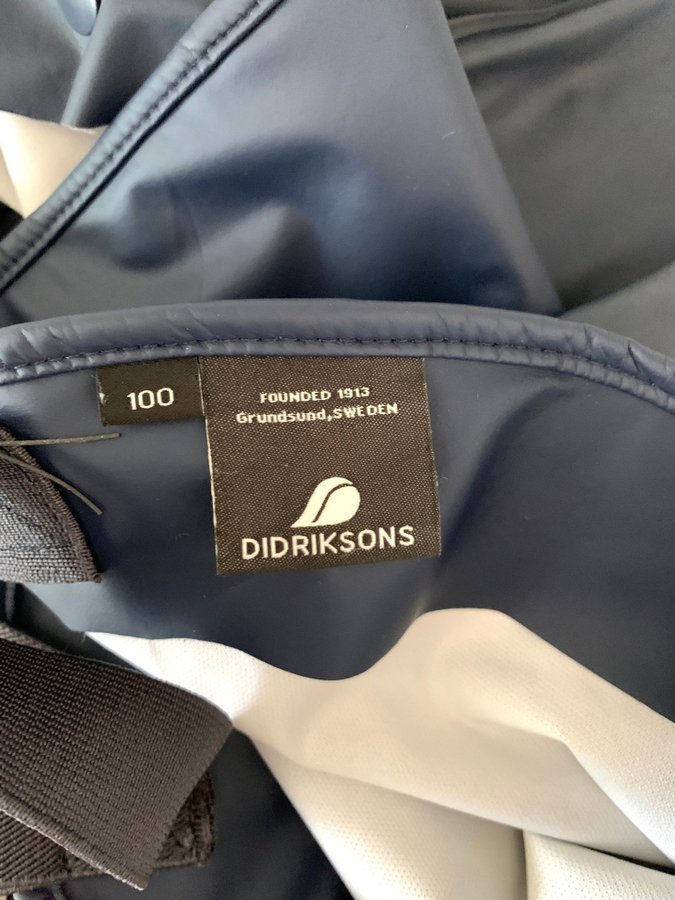 100
FOUNDED 1913
Grundsund,SWEDEN
DIDRIKSONS